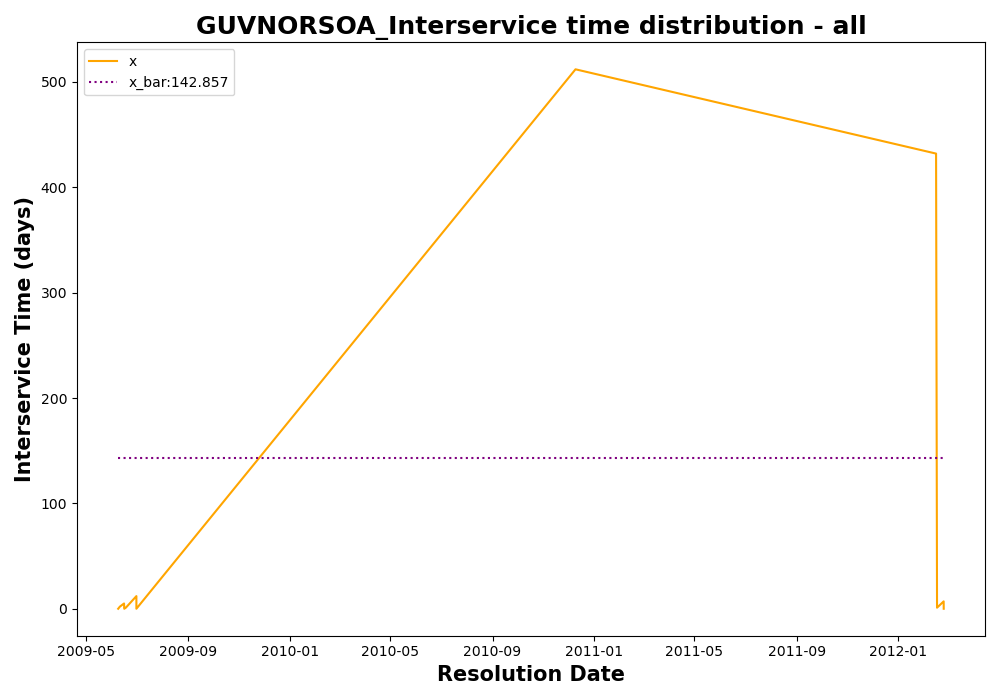 GUVNORSOA_Interservice time distribution - all
x
x_bar:142.857
Interservice Time (days)
500
400
300
200
100
0
2009-05 2009-09 2010-01 2010-05 2010-09 2011-01 2011-05 2011-09 2012-01
Resolution Date